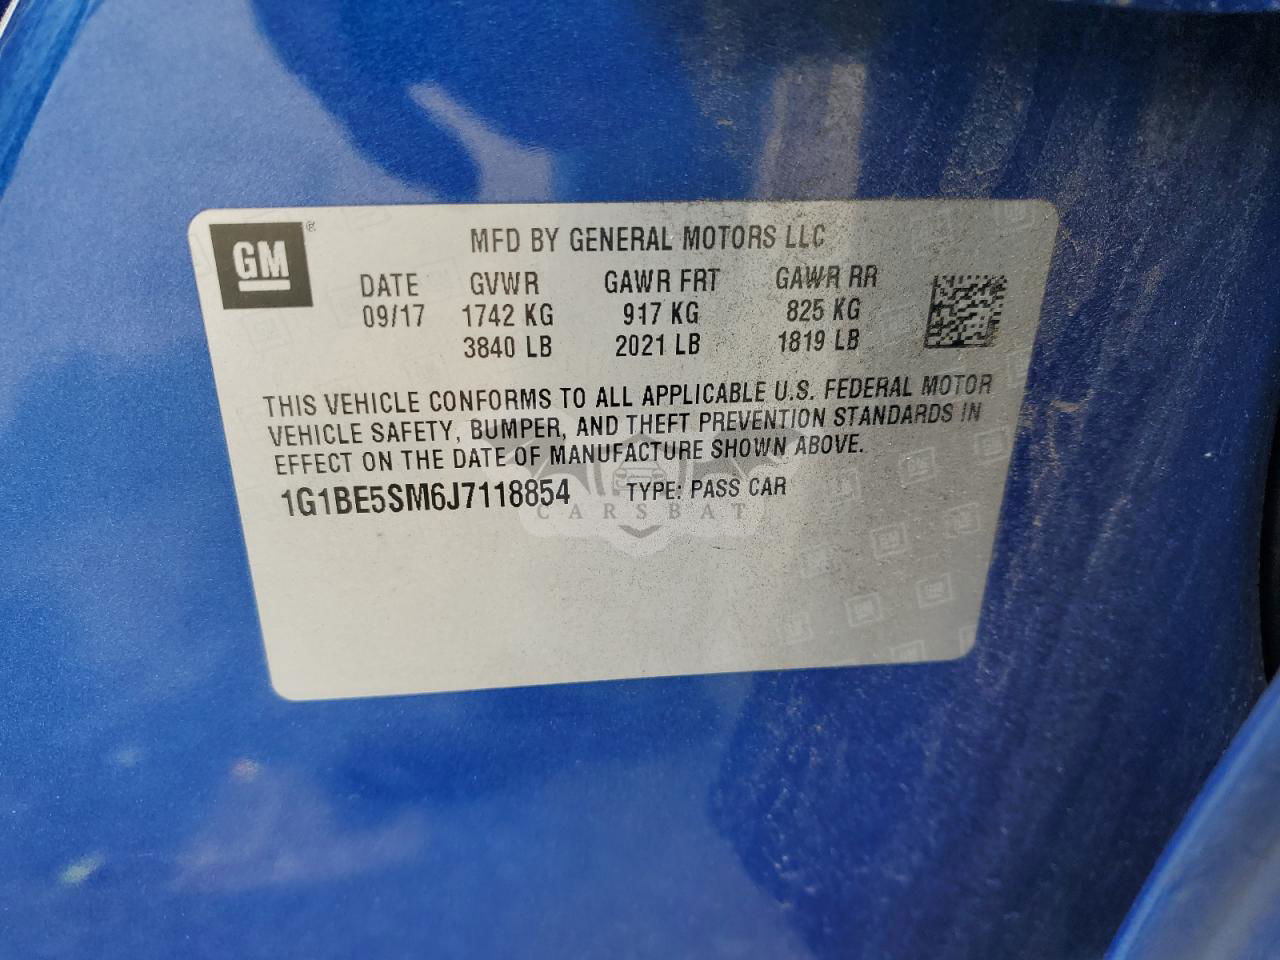 GM®
MFD BY GENERAL MOTORS LLC
DATE GVWR GAWR FRT GAWR RR
09/17 1742 KG 917 KG 825 KG
3840 LB 2021 LB 1819 LB
THIS VEHICLE CONFORMS TO ALL APPLICABLE U.S. FEDERAL MOTOR
VEHICLE SAFETY, BUMPER, AND THEFT PREVENTION STANDARDS IN
EFFECT ON THE DATE OF MANUFACTURE SHOWN ABOVE.
1G1BE5SM6J7118854 TYPE: PASS CAR
CARSBAT